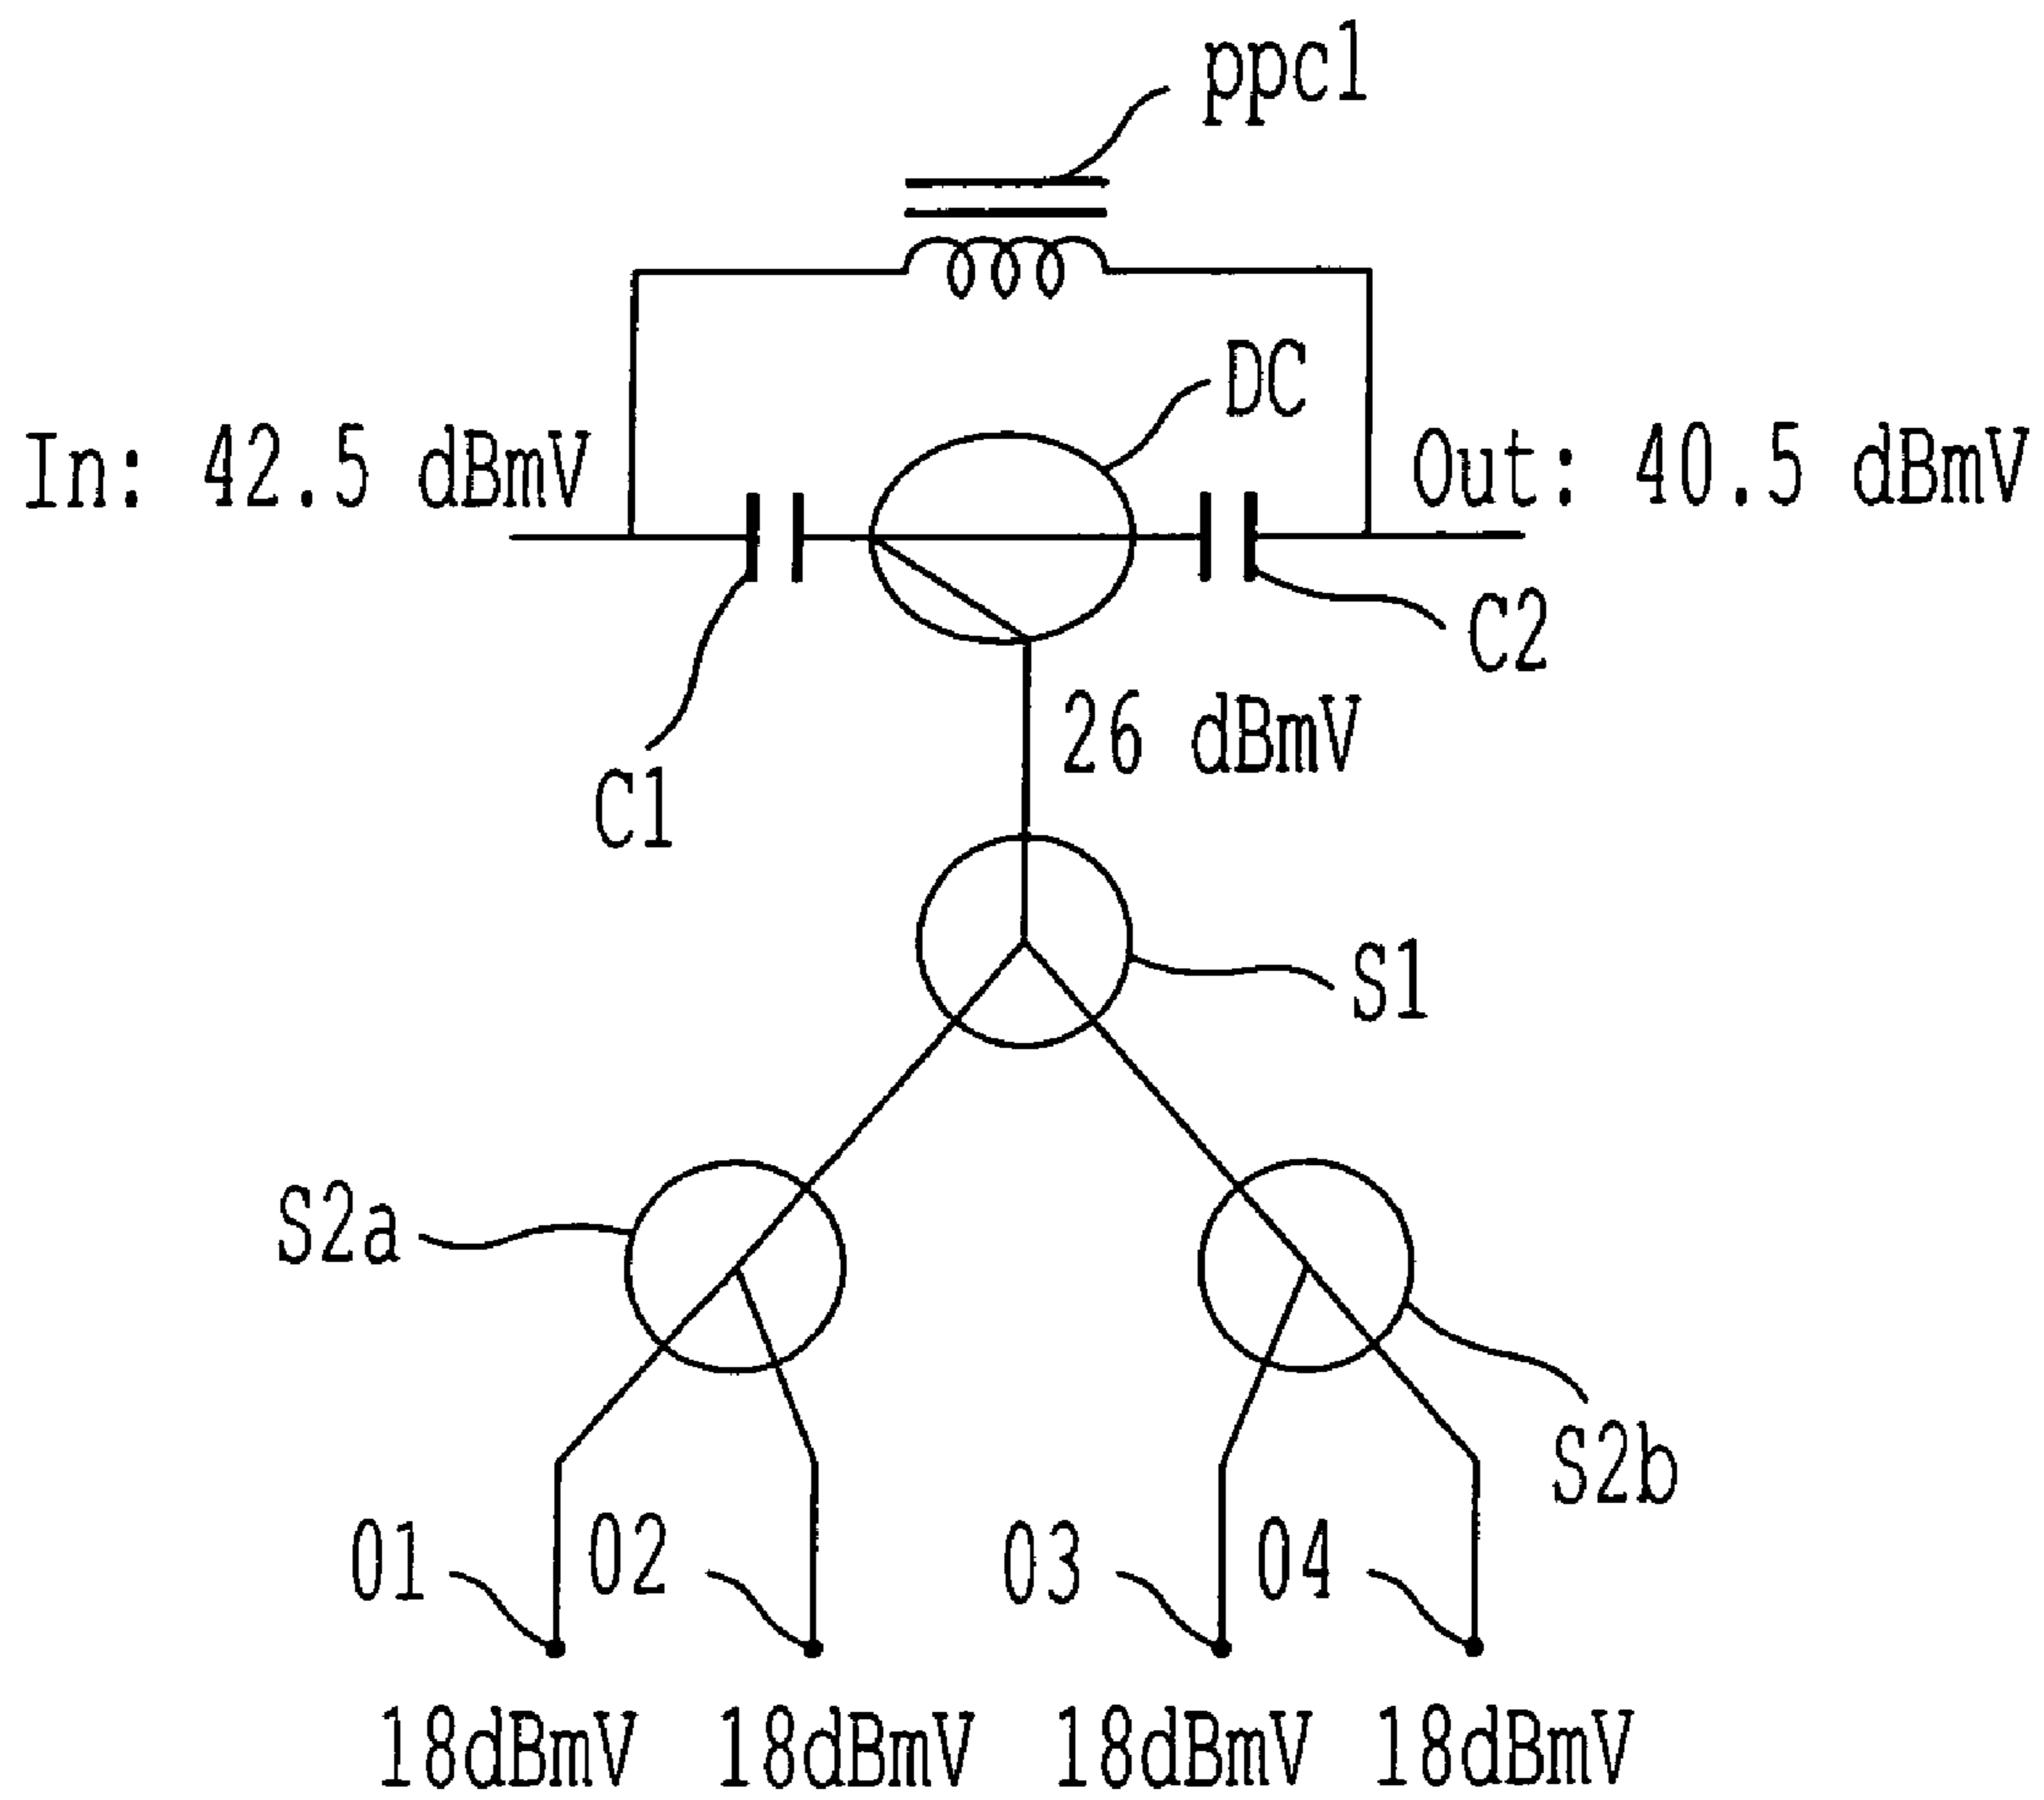 ppc1
DC
In: 42.5 dBmV
Out: 40.5 dBmV
C2
26 dBmV
C1
S1
S2a
S2b
01
02
03
04
18dBmV
18dBmV
18dBmV
18dBmV